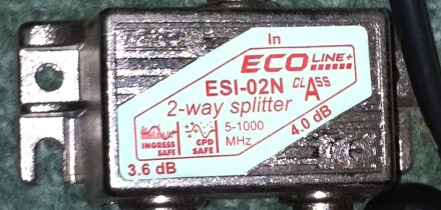 In
ECO LINE+
ESI-02N CLASS A
2-way splitter
INGRESS SAFE
CPD SAFE
5-1000 MHz
3.6 dB
4.0 dB